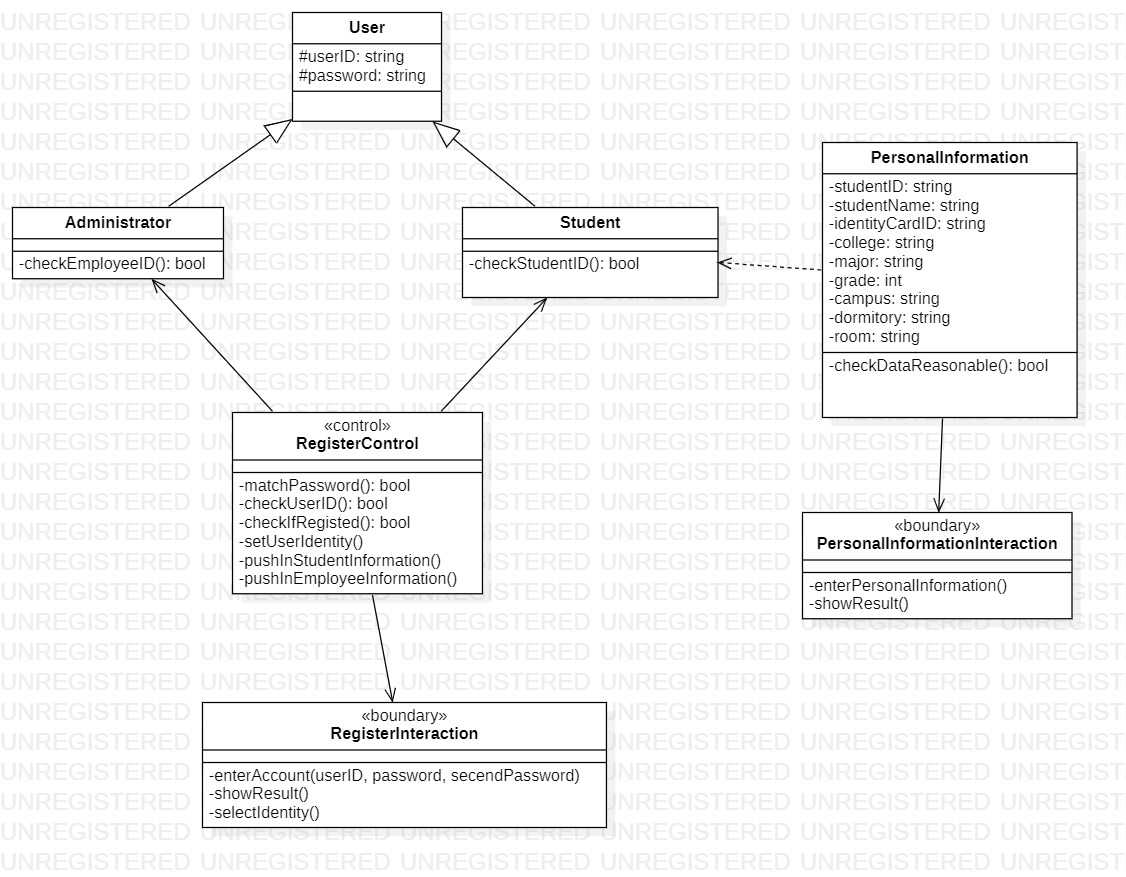 User
#userID: string
#password: string
Administrator
-checkEmployeeID(): bool
Student
-checkStudentID(): bool
PersonalInformation
-studentID: string
-studentName: string
-identityCardID: string
-college: string
-major: string
-grade: int
-campus: string
-dormitory: string
-room: string
-checkDataReasonable(): bool
«control»
RegisterControl
-matchPassword(): bool
-checkUserID(): bool
-checkIfRegisted(): bool
-setUserIdentity()
-pushInStudentInformation()
-pushInEmployeeInformation()
«boundary»
PersonalInformationInteraction
-enterPersonalInformation()
-showResult()
«boundary»
RegisterInteraction
-enterAccount(userID, password, secendPassword)
-showResult()
-selectIdentity()
UNREGISTERED